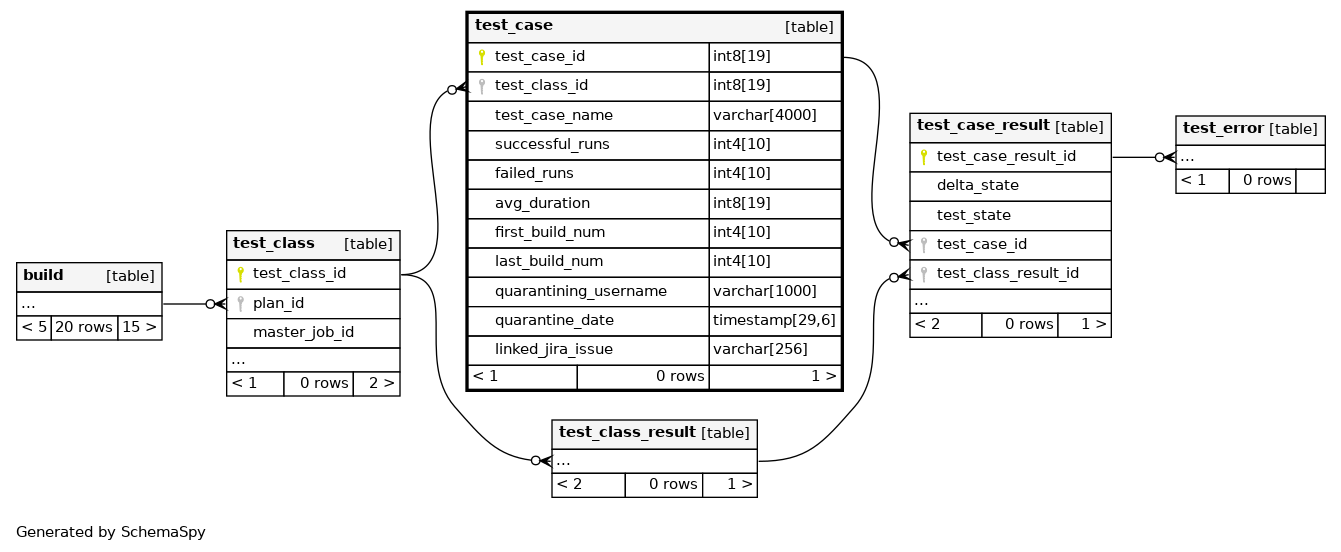 build [table]
...
< 5 20 rows 15 >
test_class [table]
test_class_id
plan_id
master_job_id
...
< 1 0 rows 2 >
test_case [table]
test_case_id int8[19]
test_class_id int8[19]
test_case_name varchar[4000]
successful_runs int4[10]
failed_runs int4[10]
avg_duration int8[19]
first_build_num int4[10]
last_build_num int4[10]
quarantining_username varchar[1000]
quarantine_date timestamp[29,6]
linked_jira_issue varchar[256]
< 1 0 rows 1 >
test_class_result [table]
...
< 2 0 rows 1 >
test_case_result [table]
test_case_result_id
delta_state
test_state
test_case_id
test_class_result_id
...
< 2 0 rows 1 >
test_error [table]
...
< 1 0 rows
Generated by SchemaSpy